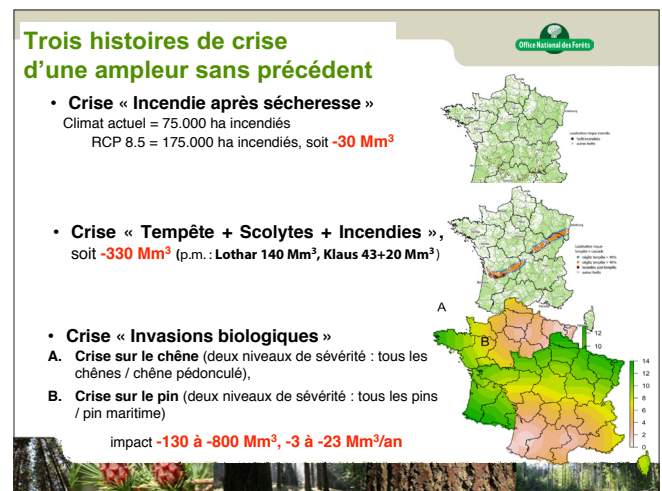 Trois histoires de crise
d'une ampleur sans précédent
Office National des Forêts
• Crise « Incendie après sécheresse »
Climat actuel = 75.000 ha incendiés
RCP 8.5 = 175.000 ha incendiés, soit -30 Mm³
• Crise « Tempête + Scolytes + Incendies »,
soit -330 Mm³ (p.m. : Lothar 140 Mm³, Klaus 43+20 Mm³)
• Crise « Invasions biologiques »
A. Crise sur le chêne (deux niveaux de sévérité : tous les
chênes / chêne pédonculé),
B. Crise sur le pin (deux niveaux de sévérité : tous les pins
/ pin maritime)
impact -130 à -800 Mm³, -3 à -23 Mm³/an
A
B
12
10
14
12
10
8
6
4
2
0